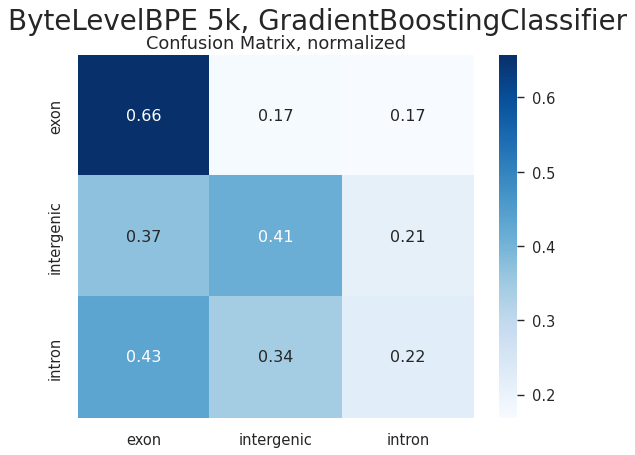 ByteLevelBPE 5k, GradientBoostingClassifier
Confusion Matrix, normalized
exon
0.66
0.17
0.17
intergenic
0.37
0.41
0.21
intron
0.43
0.34
0.22
exon
intergenic
intron
0.6
0.5
0.4
0.3
0.2